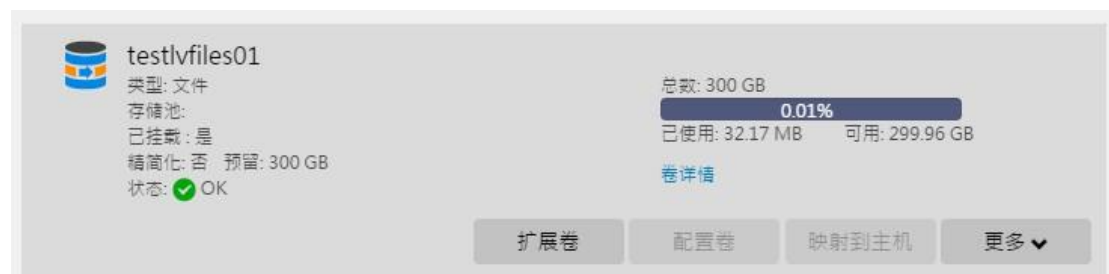 testlvfiles01
类型: 文件
存储池:
已挂载 : 是
精简化: 否 预留: 300 GB
状态: OK
总数: 300 GB
0.01%
已使用: 32.17 MB 可用: 299.96 GB
卷详情
扩展卷 配置卷 映射到主机 更多